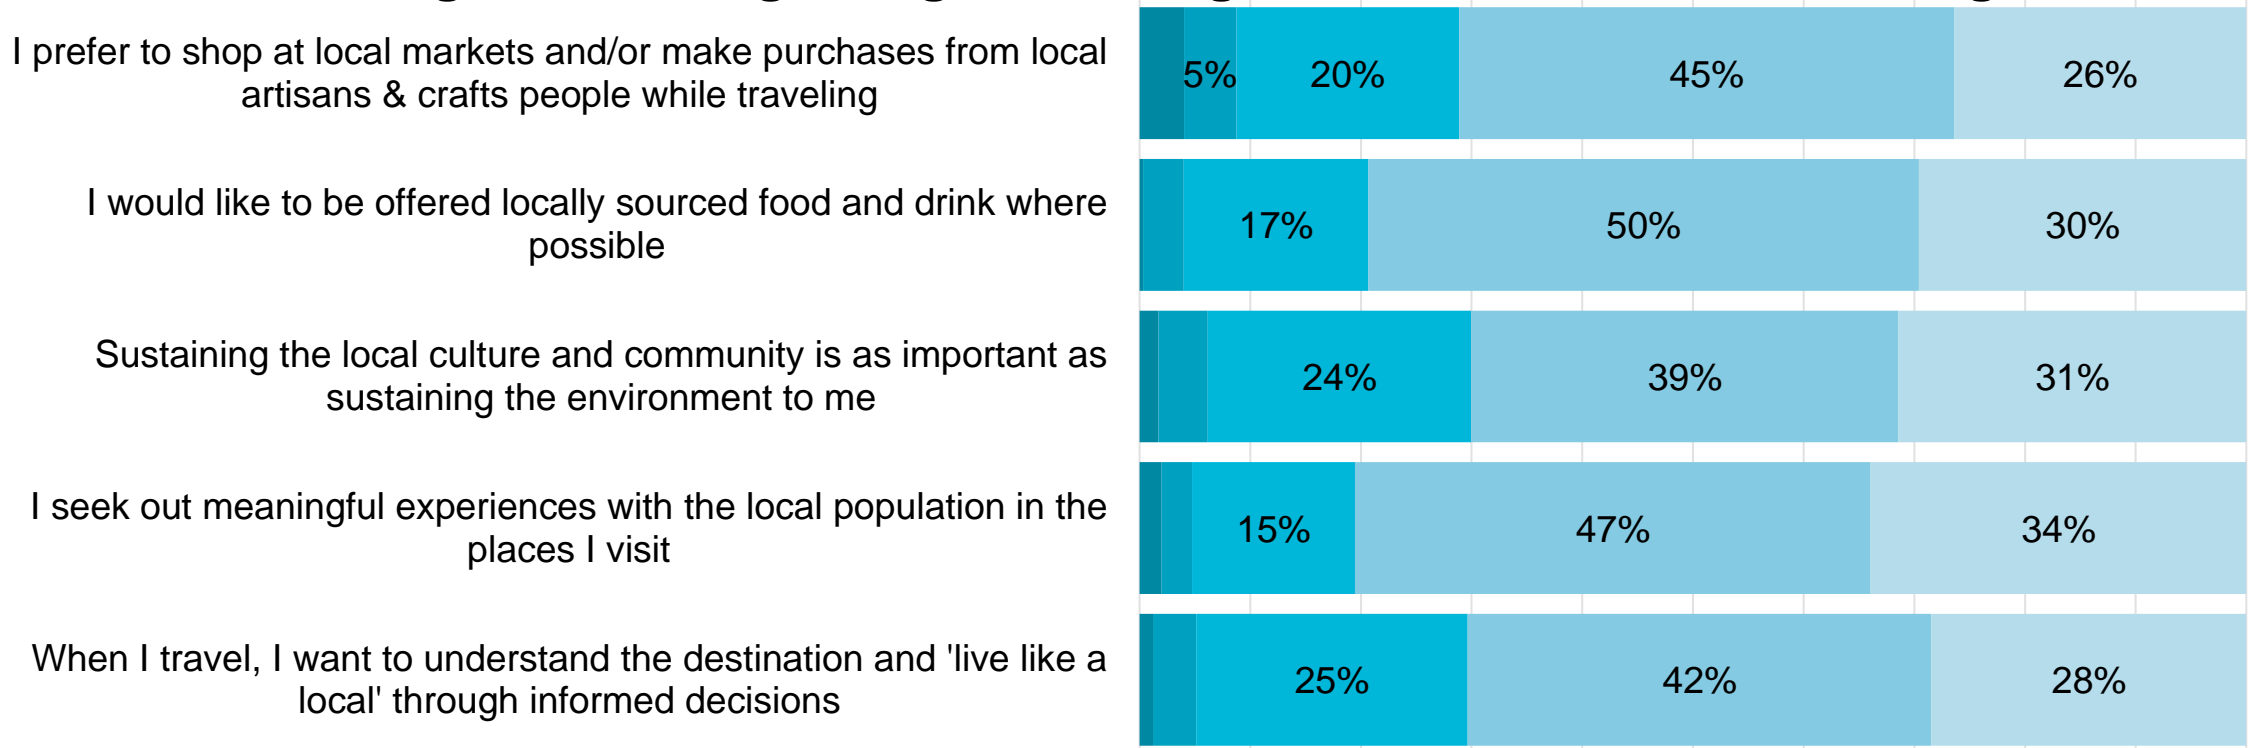 I prefer to shop at local markets and/or make purchases from local
artisans & crafts people while traveling
5% 20% 45% 26%
I would like to be offered locally sourced food and drink where
possible
17% 50% 30%
Sustaining the local culture and community is as important as
sustaining the environment to me
24% 39% 31%
I seek out meaningful experiences with the local population in the
places I visit
15% 47% 34%
When I travel, I want to understand the destination and 'live like a
local' through informed decisions
25% 42% 28%